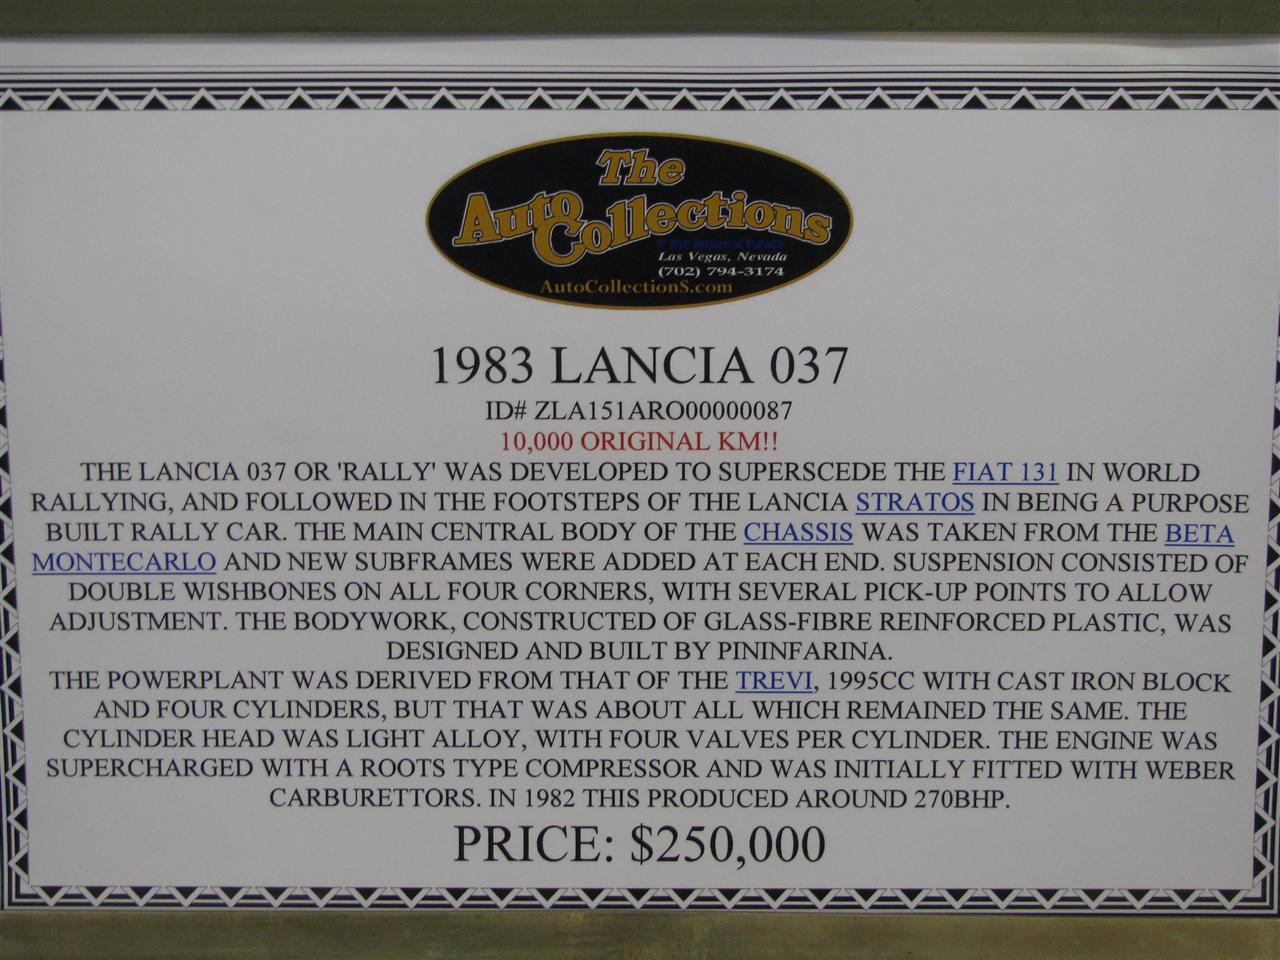 The
Auto
Collections
@ the Imperial Palace
Las Vegas, Nevada
(702) 794-3174
AutoCollectionS.com
1983 LANCIA 037
ID# ZLA151ARO00000087
10,000 ORIGINAL KM!!
THE LANCIA 037 OR 'RALLY' WAS DEVELOPED TO SUPERSCEDE THE FIAT 131 IN WORLD
RALLYING, AND FOLLOWED IN THE FOOTSTEPS OF THE LANCIA STRATOS IN BEING A PURPOSE
BUILT RALLY CAR. THE MAIN CENTRAL BODY OF THE CHASSIS WAS TAKEN FROM THE BETA
MONTECARLO AND NEW SUBFRAMES WERE ADDED AT EACH END. SUSPENSION CONSISTED OF
DOUBLE WISHBONES ON ALL FOUR CORNERS, WITH SEVERAL PICK-UP POINTS TO ALLOW
ADJUSTMENT. THE BODYWORK, CONSTRUCTED OF GLASS-FIBRE REINFORCED PLASTIC, WAS
DESIGNED AND BUILT BY PININFARINA.
THE POWERPLANT WAS DERIVED FROM THAT OF THE TREVI, 1995CC WITH CAST IRON BLOCK
AND FOUR CYLINDERS, BUT THAT WAS ABOUT ALL WHICH REMAINED THE SAME. THE
CYLINDER HEAD WAS LIGHT ALLOY, WITH FOUR VALVES PER CYLINDER. THE ENGINE WAS
SUPERCHARGED WITH A ROOTS TYPE COMPRESSOR AND WAS INITIALLY FITTED WITH WEBER
CARBURETTORS. IN 1982 THIS PRODUCED AROUND 270BHP.
PRICE: $250,000